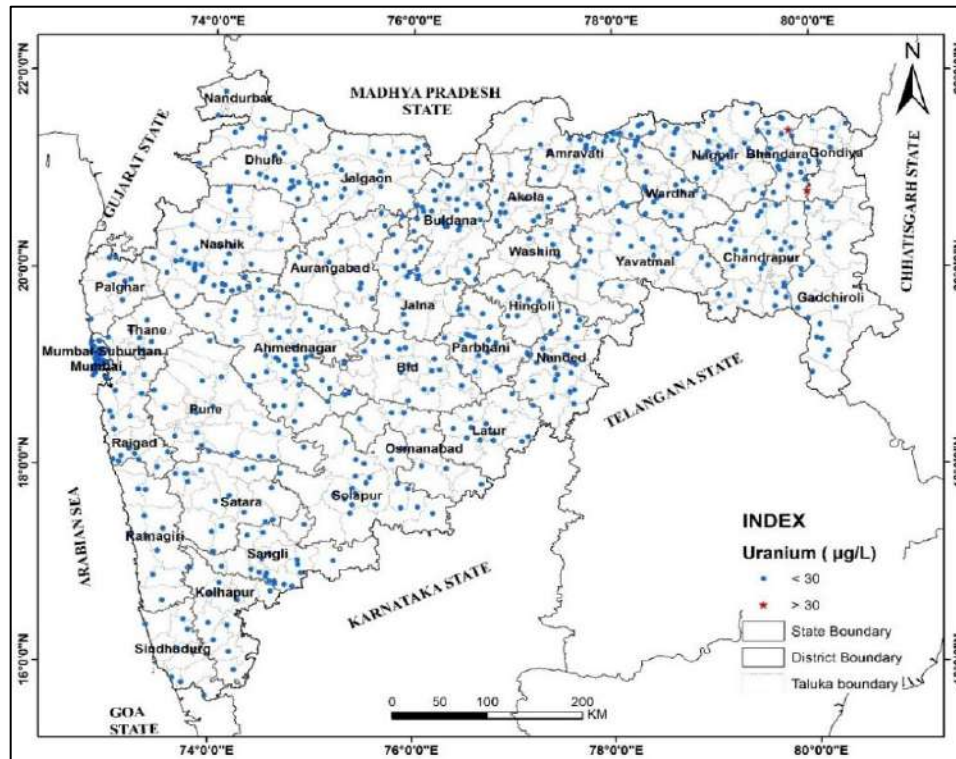 74°0'0"E 76°0'0"E 78°0'0"E 80°0'0"E
22°0'0"N
N
MADHYA PRADESH
STATE
GUJARAT STATE
CHHATISGARH STATE
Nandurbar
Dhule
Jalgaon
Amravati
Nagpur
Bhandara
Gondiya
Akola
Wardha
Buldana
Nashik
Washim
Yavatmal
Chandrapur
20°0'0"N
Aurangabad
Palghar
Jalna
Hingoli
Gadchiroli
Thane
Mumbai Suburban
Mumbai
Ahmednagar
Parbhani
Nanded
Bid
TELANGANA STATE
Pune
Raigad
Latur
Osmanabad
18°0'0"N
Solapur
Satara
ARABIAN SEA
Ratnagiri
Sangli
KARNATAKA STATE
Kolhapur
Sindhudurg
16°0'0"N
INDEX
Uranium ( µg/L)
< 30
> 30
State Boundary
District Boundary
Taluka boundary
0 50 100 200
KM
GOA
STATE
74°0'0"E 76°0'0"E 78°0'0"E 80°0'0"E